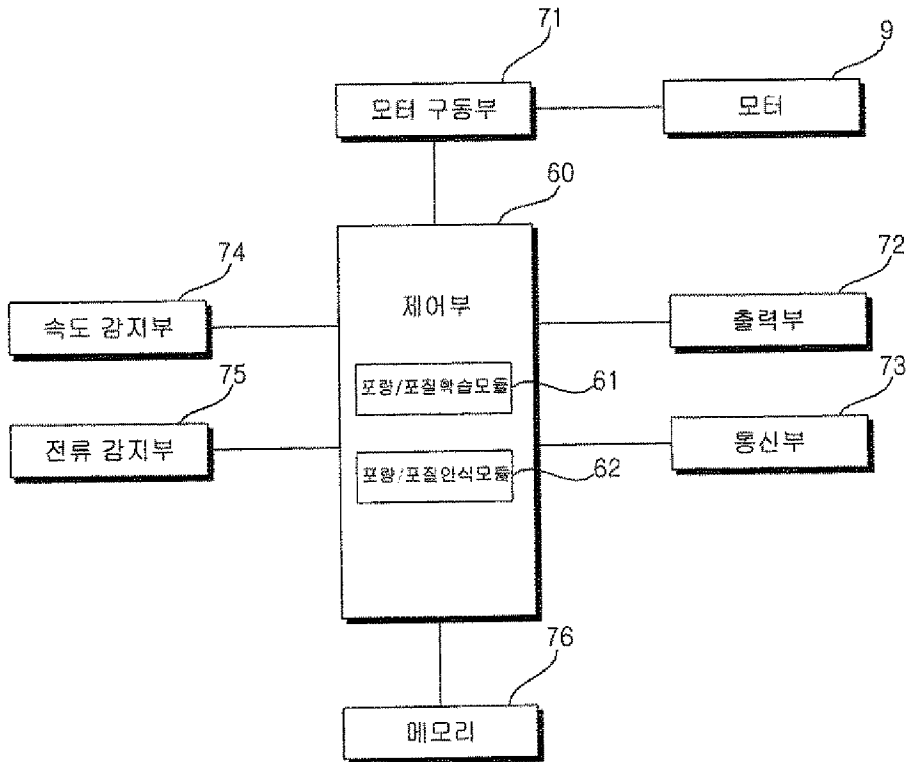 71
9
모터 구동부
모터
60
74
72
제어부
속도 감지부
출력부
포량/포질학습모듈
61
75
73
전류 감지부
통신부
포량/포질인식모듈
62
76
메모리